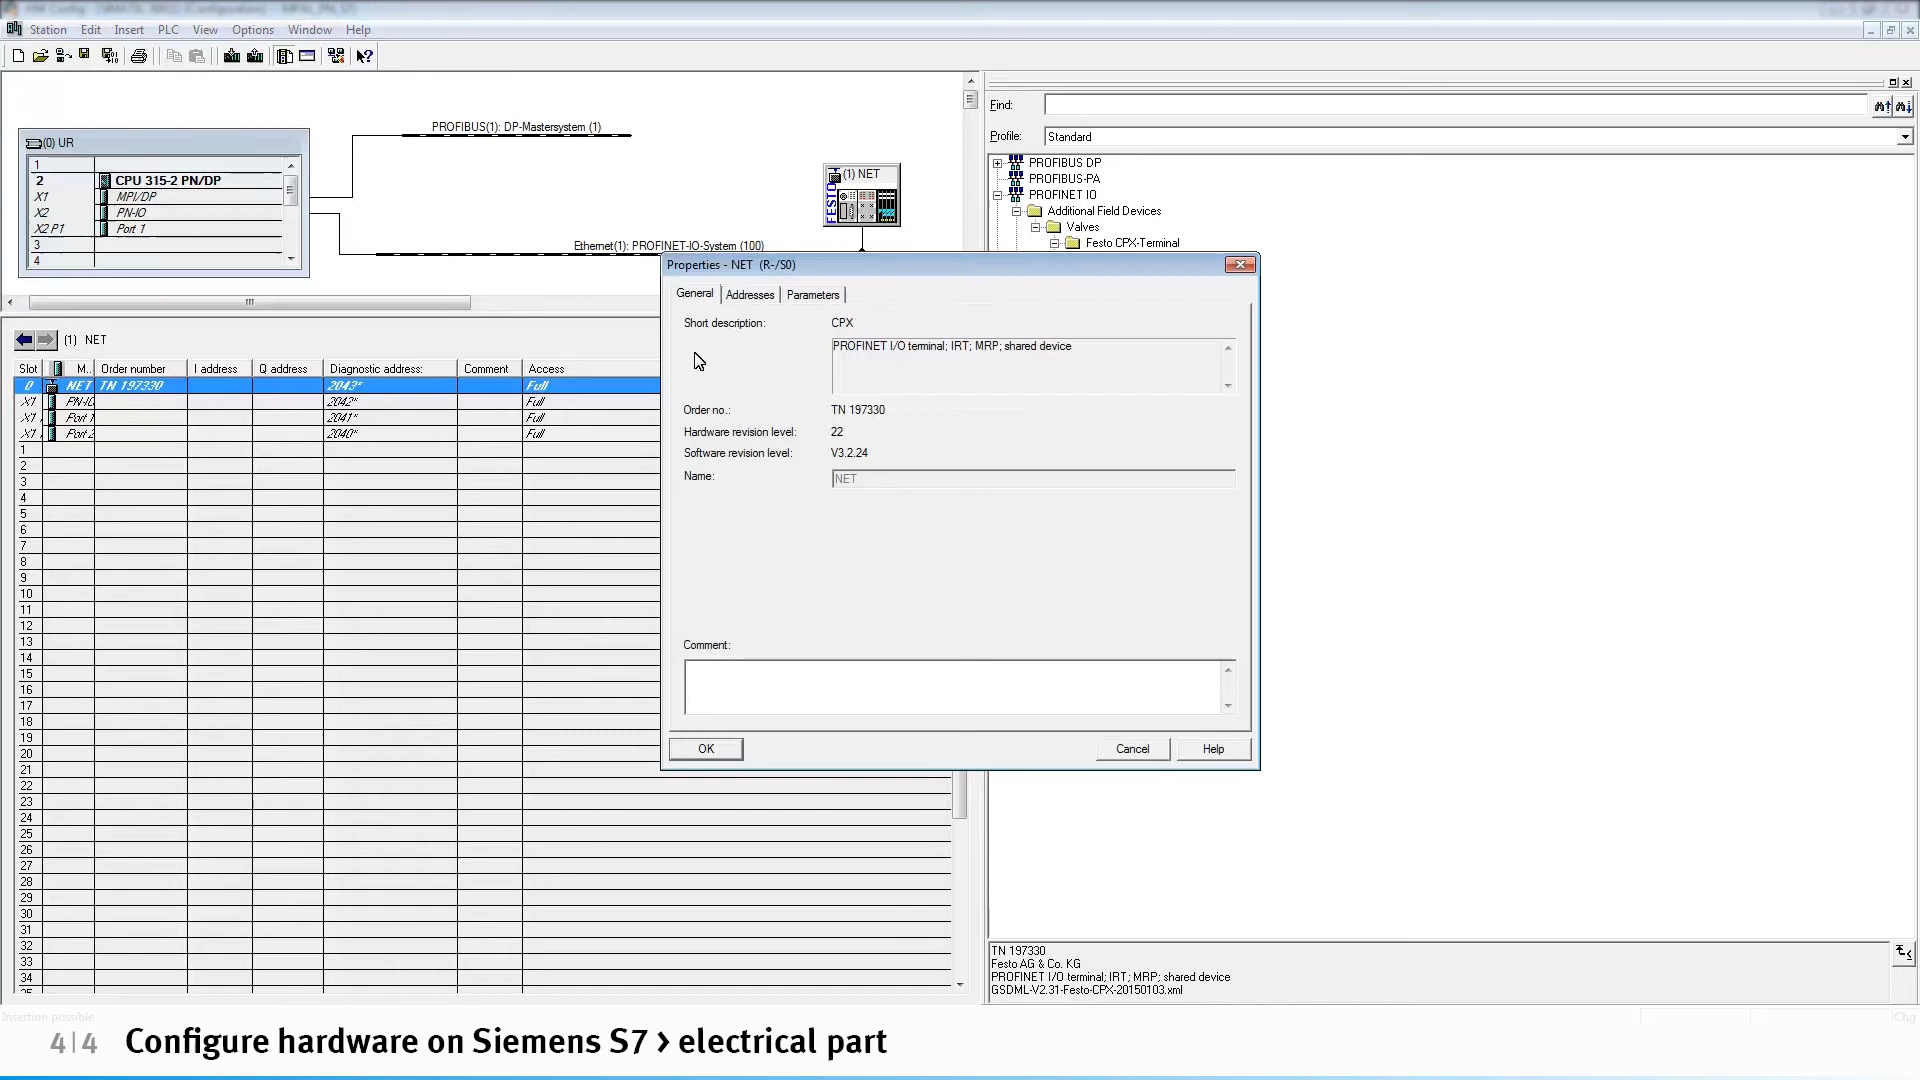 Station Edit Insert PLC View Options Window Help
PROFIBUS(1): DP-Mastersystem (1)
(0) UR
1
2 CPU 315-2 PN/DP
X1 MPI/DP
X2 PN-IO
X2 P1 Port 1
3
4
(1) NET
FESTO
Ethernet(1): PROFINET-IO-System (100)
Find:
Profile: Standard
PROFIBUS DP
PROFIBUS-PA
PROFINET IO
Additional Field Devices
Valves
Festo CPX-Terminal
(1) NET
Slot M.. Order number I address Q address Diagnostic address: Comment Access
0 NET TN 197330 2043* Full
X1 PN-IO 2042* Full
X1 Port 1 2041* Full
X1 Port 2 2040* Full
1
2
3
4
5
6
7
8
9
10
11
12
13
14
15
16
17
18
19
20
21
22
23
24
25
26
27
28
29
30
31
32
33
34
Properties - NET (R-/S0)
General Addresses Parameters
Short description: CPX
PROFINET I/O terminal; IRT; MRP; shared device
Order no.: TN 197330
Hardware revision level: 22
Software revision level: V3.2.24
Name: NET
Comment:
OK Cancel Help
TN 197330
Festo AG & Co. KG
PROFINET I/O terminal; IRT; MRP; shared device
GSDML-V2.31-Festo-CPX-20150103.xml
Insertion possible
Chg
4|4 Configure hardware on Siemens S7 > electrical part